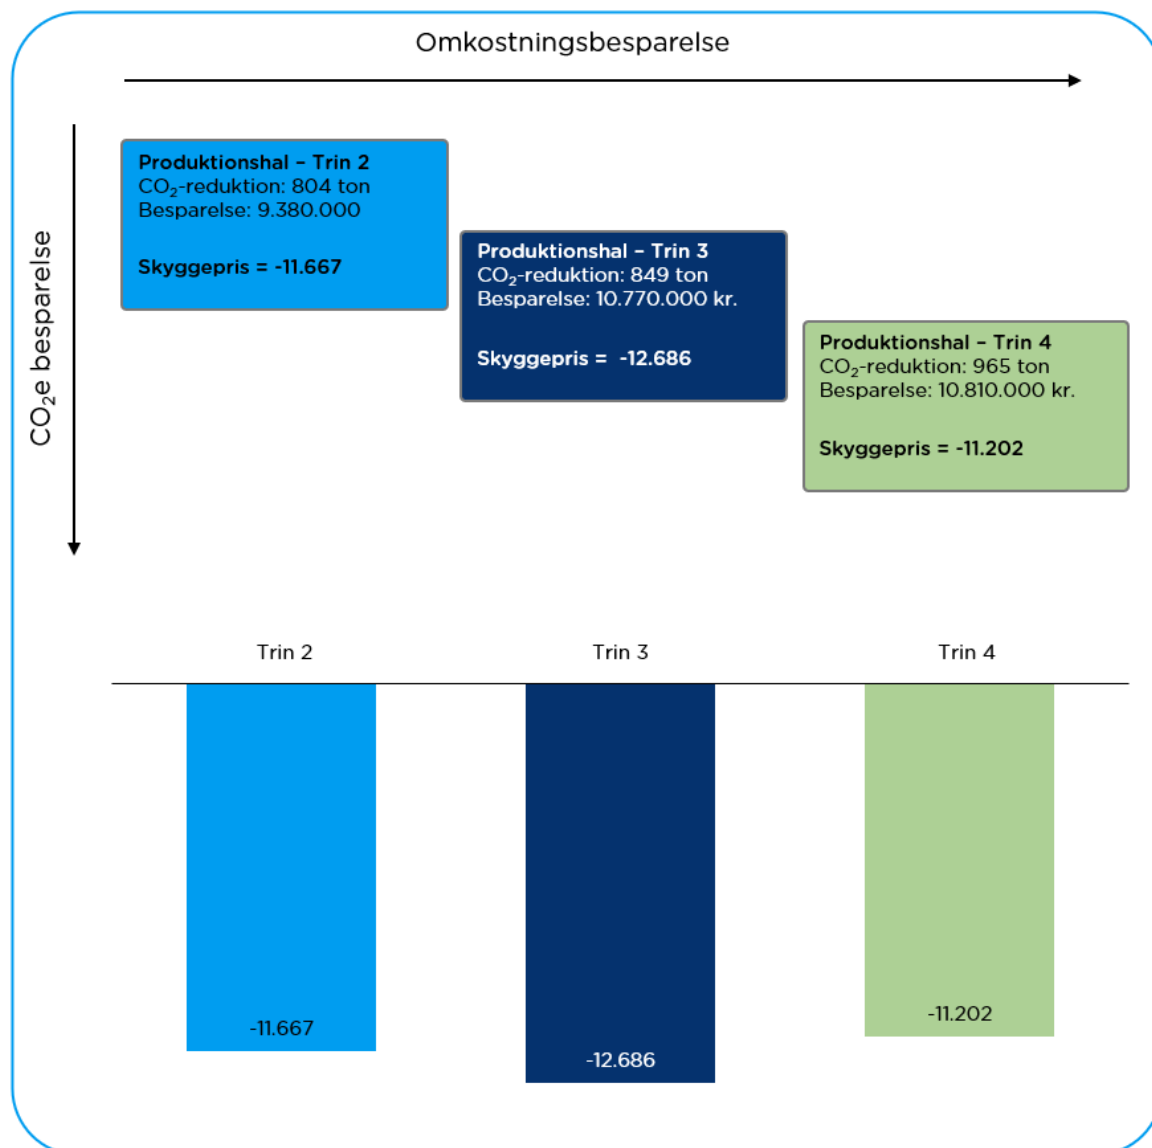 Omkostningsbesparelse
CO₂e besparelse
Produktionshal – Trin 2
CO₂-reduktion: 804 ton
Besparelse: 9.380.000
Skyggepris = -11.667
Produktionshal – Trin 3
CO₂-reduktion: 849 ton
Besparelse: 10.770.000 kr.
Skyggepris =  -12.686
Produktionshal – Trin 4
CO₂-reduktion: 965 ton
Besparelse: 10.810.000 kr.
Skyggepris = -11.202
Trin 2
Trin 3
Trin 4
-11.667
-12.686
-11.202